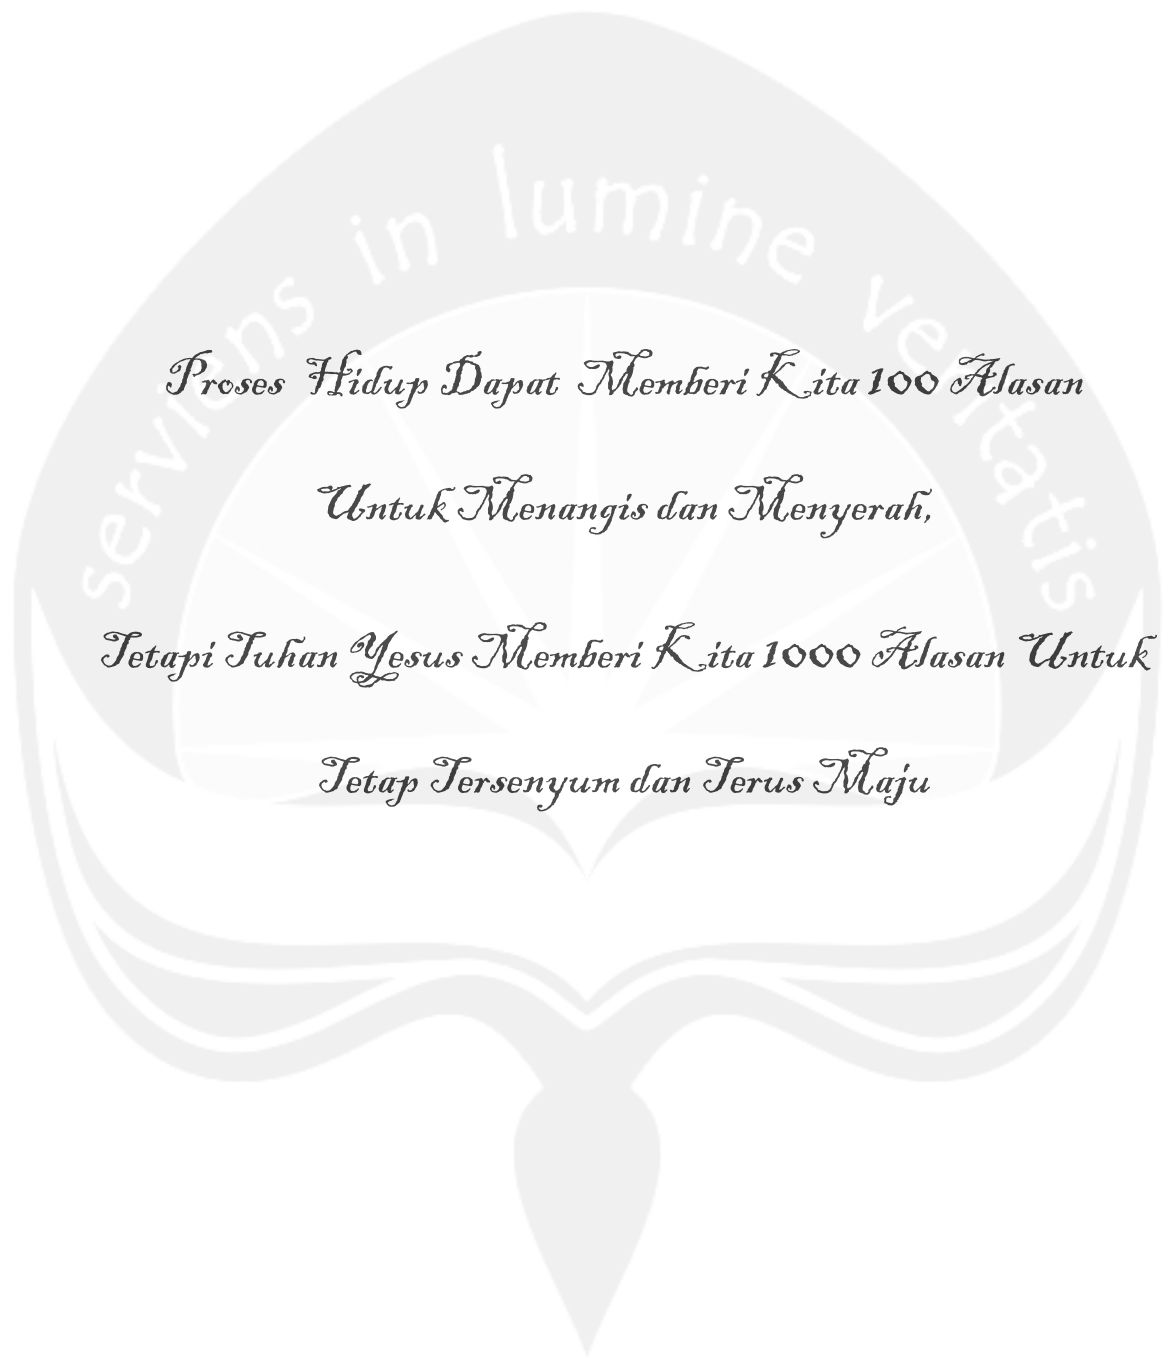 serviens in lumine veritatis
Proses Hidup Dapat Memberi Kita 100 Alasan
Untuk Menangis dan Menyerah,
Tetapi Tuhan Yesus Memberi Kita 1000 Alasan Untuk
Tetap Tersenyum dan Terus Maju